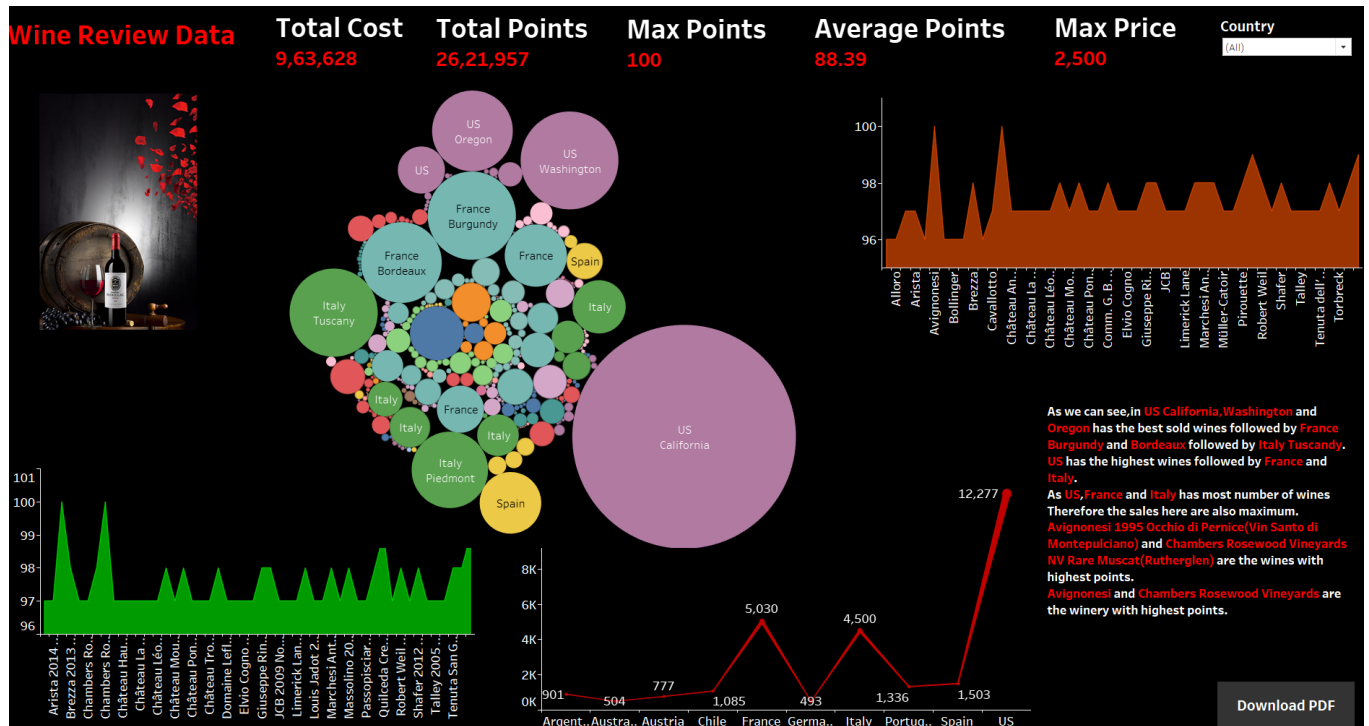 Wine Review Data
Total Cost
9,63,628
Total Points
26,21,957
Max Points
100
Average Points
88.39
Max Price
2,500
Country
(All)
US
Oregon
US
Washington
US
France
Burgundy
France
Bordeaux
France
Spain
Italy
Tuscany
Italy
US
California
Italy
France
Italy
Italy
Italy
Piedmont
Spain
100
98
96
Alloro
Arista
Avignonesi
Bollinger
Brezza
Cavallotto
Château An..
Château La ..
Château Léo..
Château Mo..
Château Pon..
Comm. G. B. ..
Elvio Cogno
Giuseppe Ri..
JCB
Limerick Lane
Marchesi An..
Müller-Catoir
Pirouette
Robert Weil
Shafer
Talley
Tenuta dell'..
Torbreck
As we can see,in US California,Washington and
Oregon has the best sold wines followed by France
Burgundy and Bordeaux followed by Italy Tuscandy.
US has the highest wines followed by France and
Italy.
As US,France and Italy has most number of wines
Therefore the sales here are also maximum.
Avignonesi 1995 Occhio di Pernice(Vin Santo di
Montepulciano) and Chambers Rosewood Vineyards
NV Rare Muscat(Rutherglen) are the wines with
highest points.
Avignonesi and Chambers Rosewood Vineyards are
the winery with highest points.
101
100
99
98
97
96
Arista 2014 ..
Brezza 2013..
Chambers Ro..
Chambers Ro..
Château Hau..
Château La ..
Château Léo..
Château Mou..
Château Pon..
Château Tro..
Domaine Lefl..
Elvio Cogno ..
Giuseppe Rin..
JCB 2009 No..
Limerick Lan..
Louis Jadot 2..
Marchesi Ant..
Massolino 20..
Passopisciar..
Quilceda Cre..
Robert Weil ..
Shafer 2012..
Talley 2005 ..
Tenuta San G..
8K
6K
4K
2K
0K
901
504
777
1,085
5,030
493
4,500
1,336
1,503
12,277
Argent..
Austra..
Austria
Chile
France
Germa..
Italy
Portug..
Spain
US
Download PDF